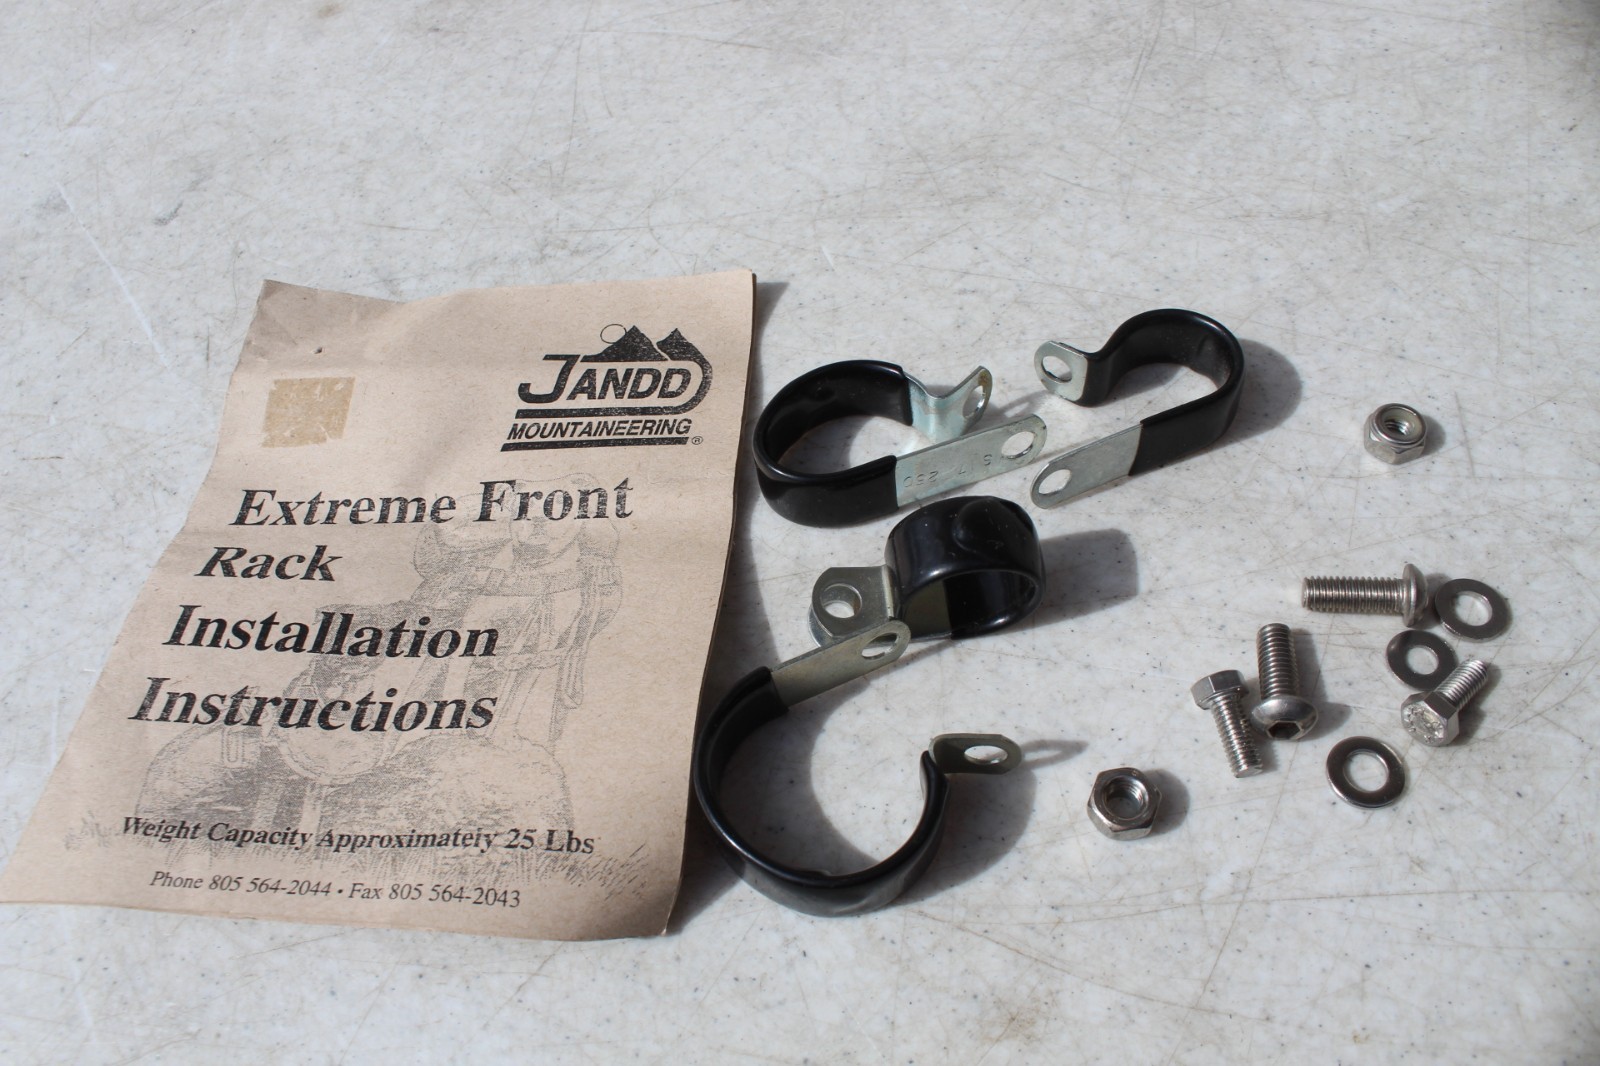 JANDD
MOUNTAINEERING ®
Extreme Front
Rack
Installation
Instructions
Weight Capacity Approximately 25 Lbs
Phone 805 564-2044 • Fax 805 564-2043